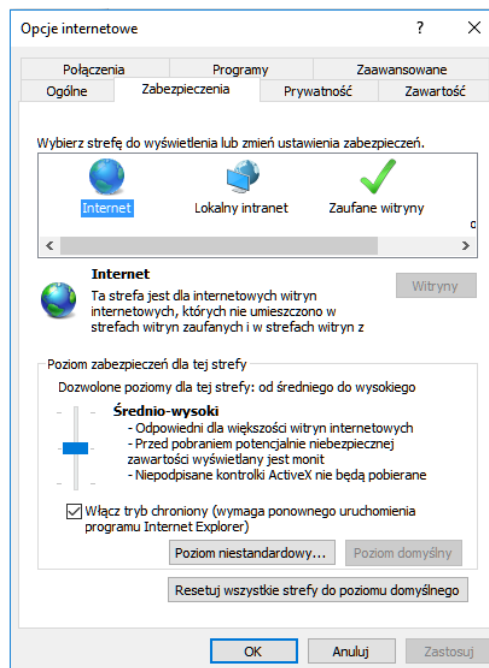 Opcje internetowe
?
Połączenia Programy Zaawansowane
Ogólne Zabezpieczenia Prywatność Zawartość
Wybierz strefę do wyświetlenia lub zmień ustawienia zabezpieczeń.
Internet Lokalny intranet Zaufane witryny
Internet
Ta strefa jest dla internetowych witryn
internetowych, których nie umieszczono w
strefach witryn zaufanych i w strefach witryn z
Witryny
Poziom zabezpieczeń dla tej strefy
Dozwolone poziomy dla tej strefy: od średniego do wysokiego
Średnio-wysoki
- Odpowiedni dla większości witryn internetowych
- Przed pobraniem potencjalnie niebezpiecznej
zawartości wyświetlany jest monit
- Niepodpisane kontrolki ActiveX nie będą pobierane
Włącz tryb chroniony (wymaga ponownego uruchomienia
programu Internet Explorer)
Poziom niestandardowy... Poziom domyślny
Resetuj wszystkie strefy do poziomu domyślnego
OK Anuluj Zastosuj